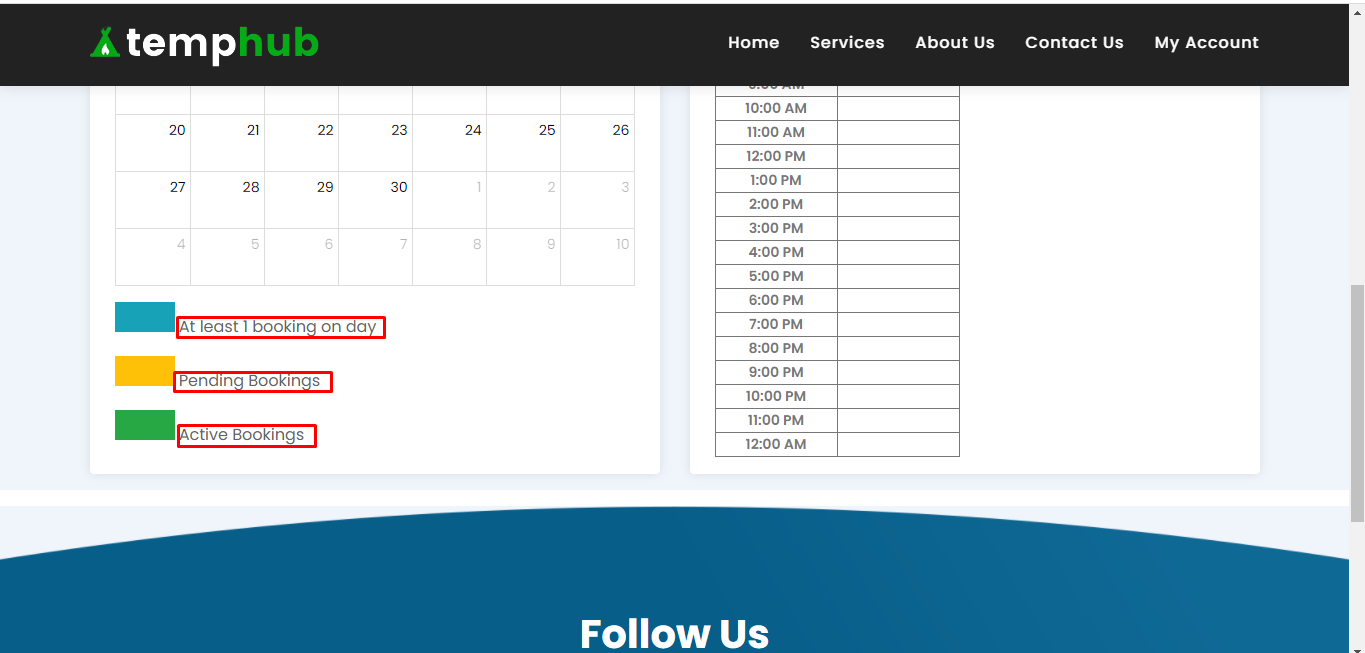 temphub
Home Services About Us Contact Us My Account
20 21 22 23 24 25 26
27 28 29 30 1 2 3
4 5 6 7 8 9 10
At least 1 booking on day
Pending Bookings
Active Bookings
9:00 AM
10:00 AM
11:00 AM
12:00 PM
1:00 PM
2:00 PM
3:00 PM
4:00 PM
5:00 PM
6:00 PM
7:00 PM
8:00 PM
9:00 PM
10:00 PM
11:00 PM
12:00 AM
Follow Us